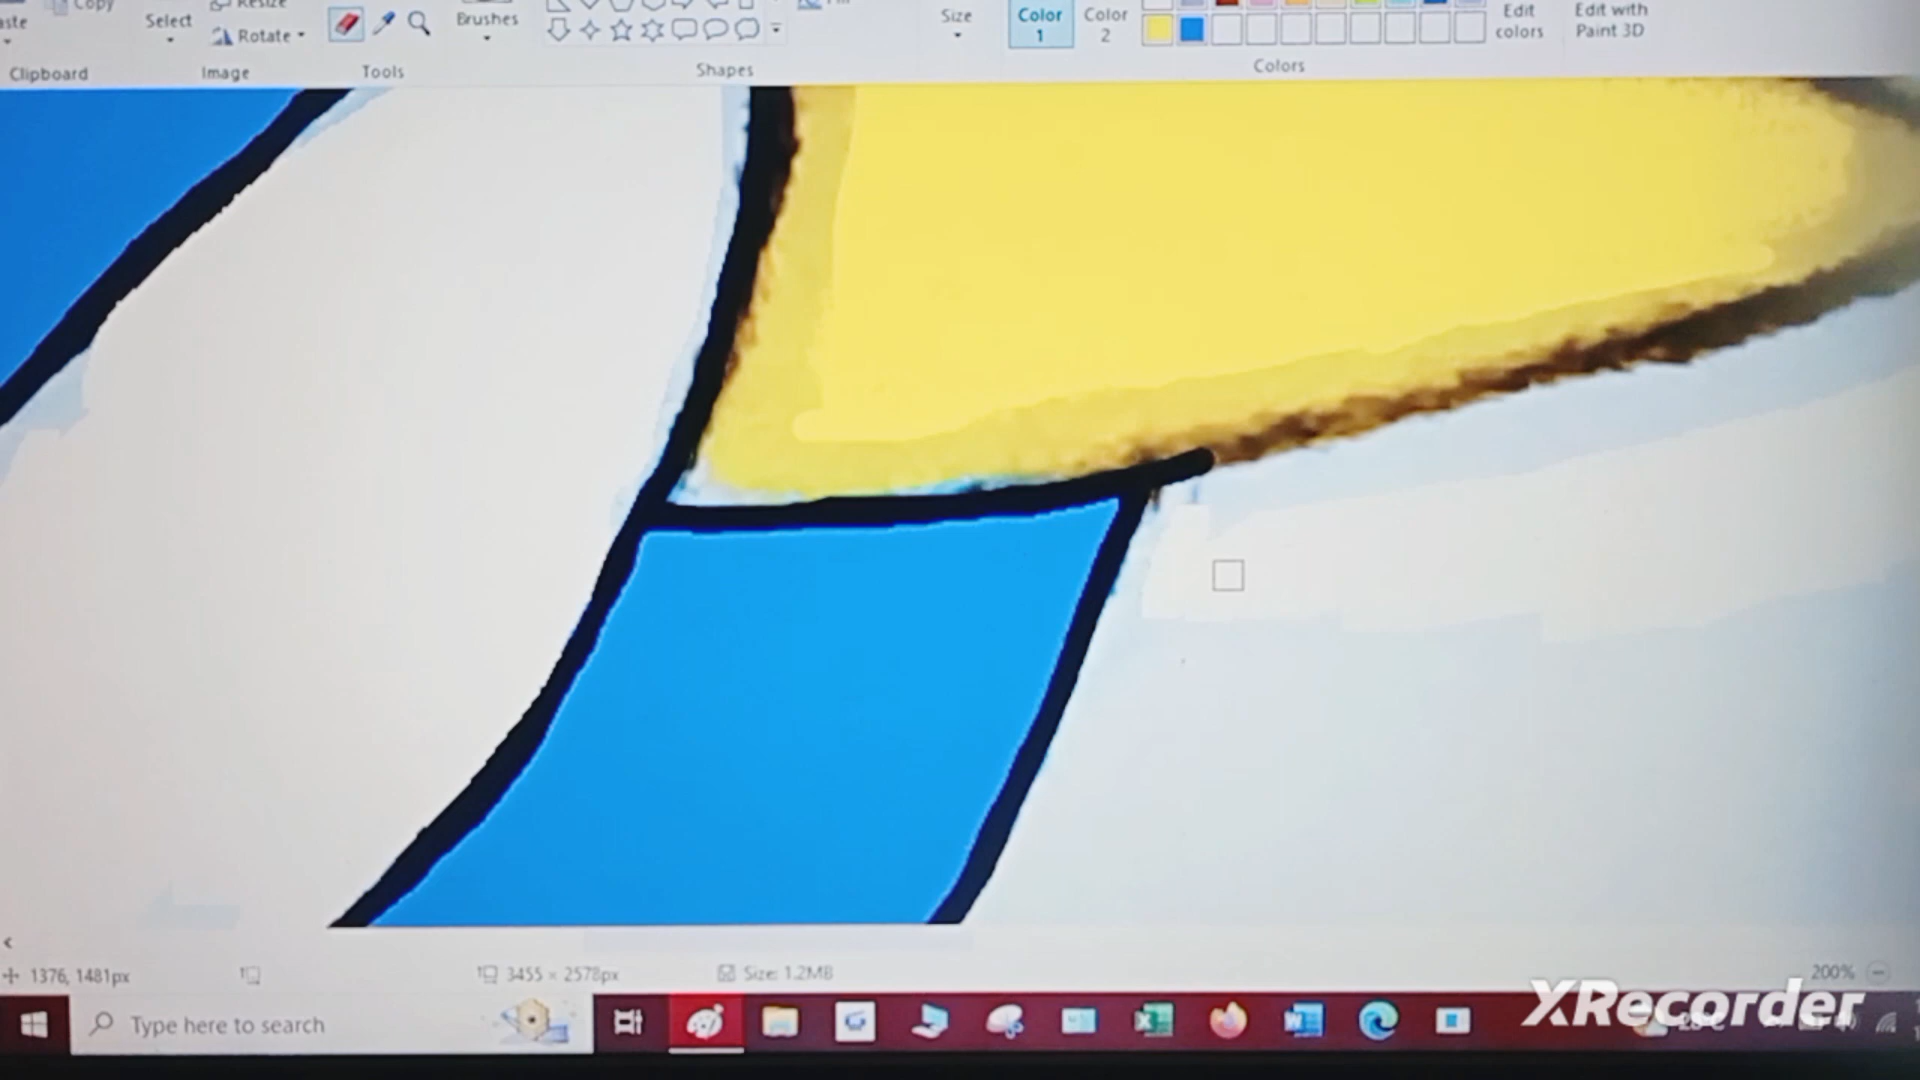 Copy
Resize
aste
Select
Rotate
Brushes
Size
Color
1
Color
2
Edit
colors
Edit with
Paint 3D
Clipboard
Image
Tools
Shapes
Colors
1376, 1481px
3455 × 2578px
Size: 1.2MB
200%
Type here to search
XRecorder